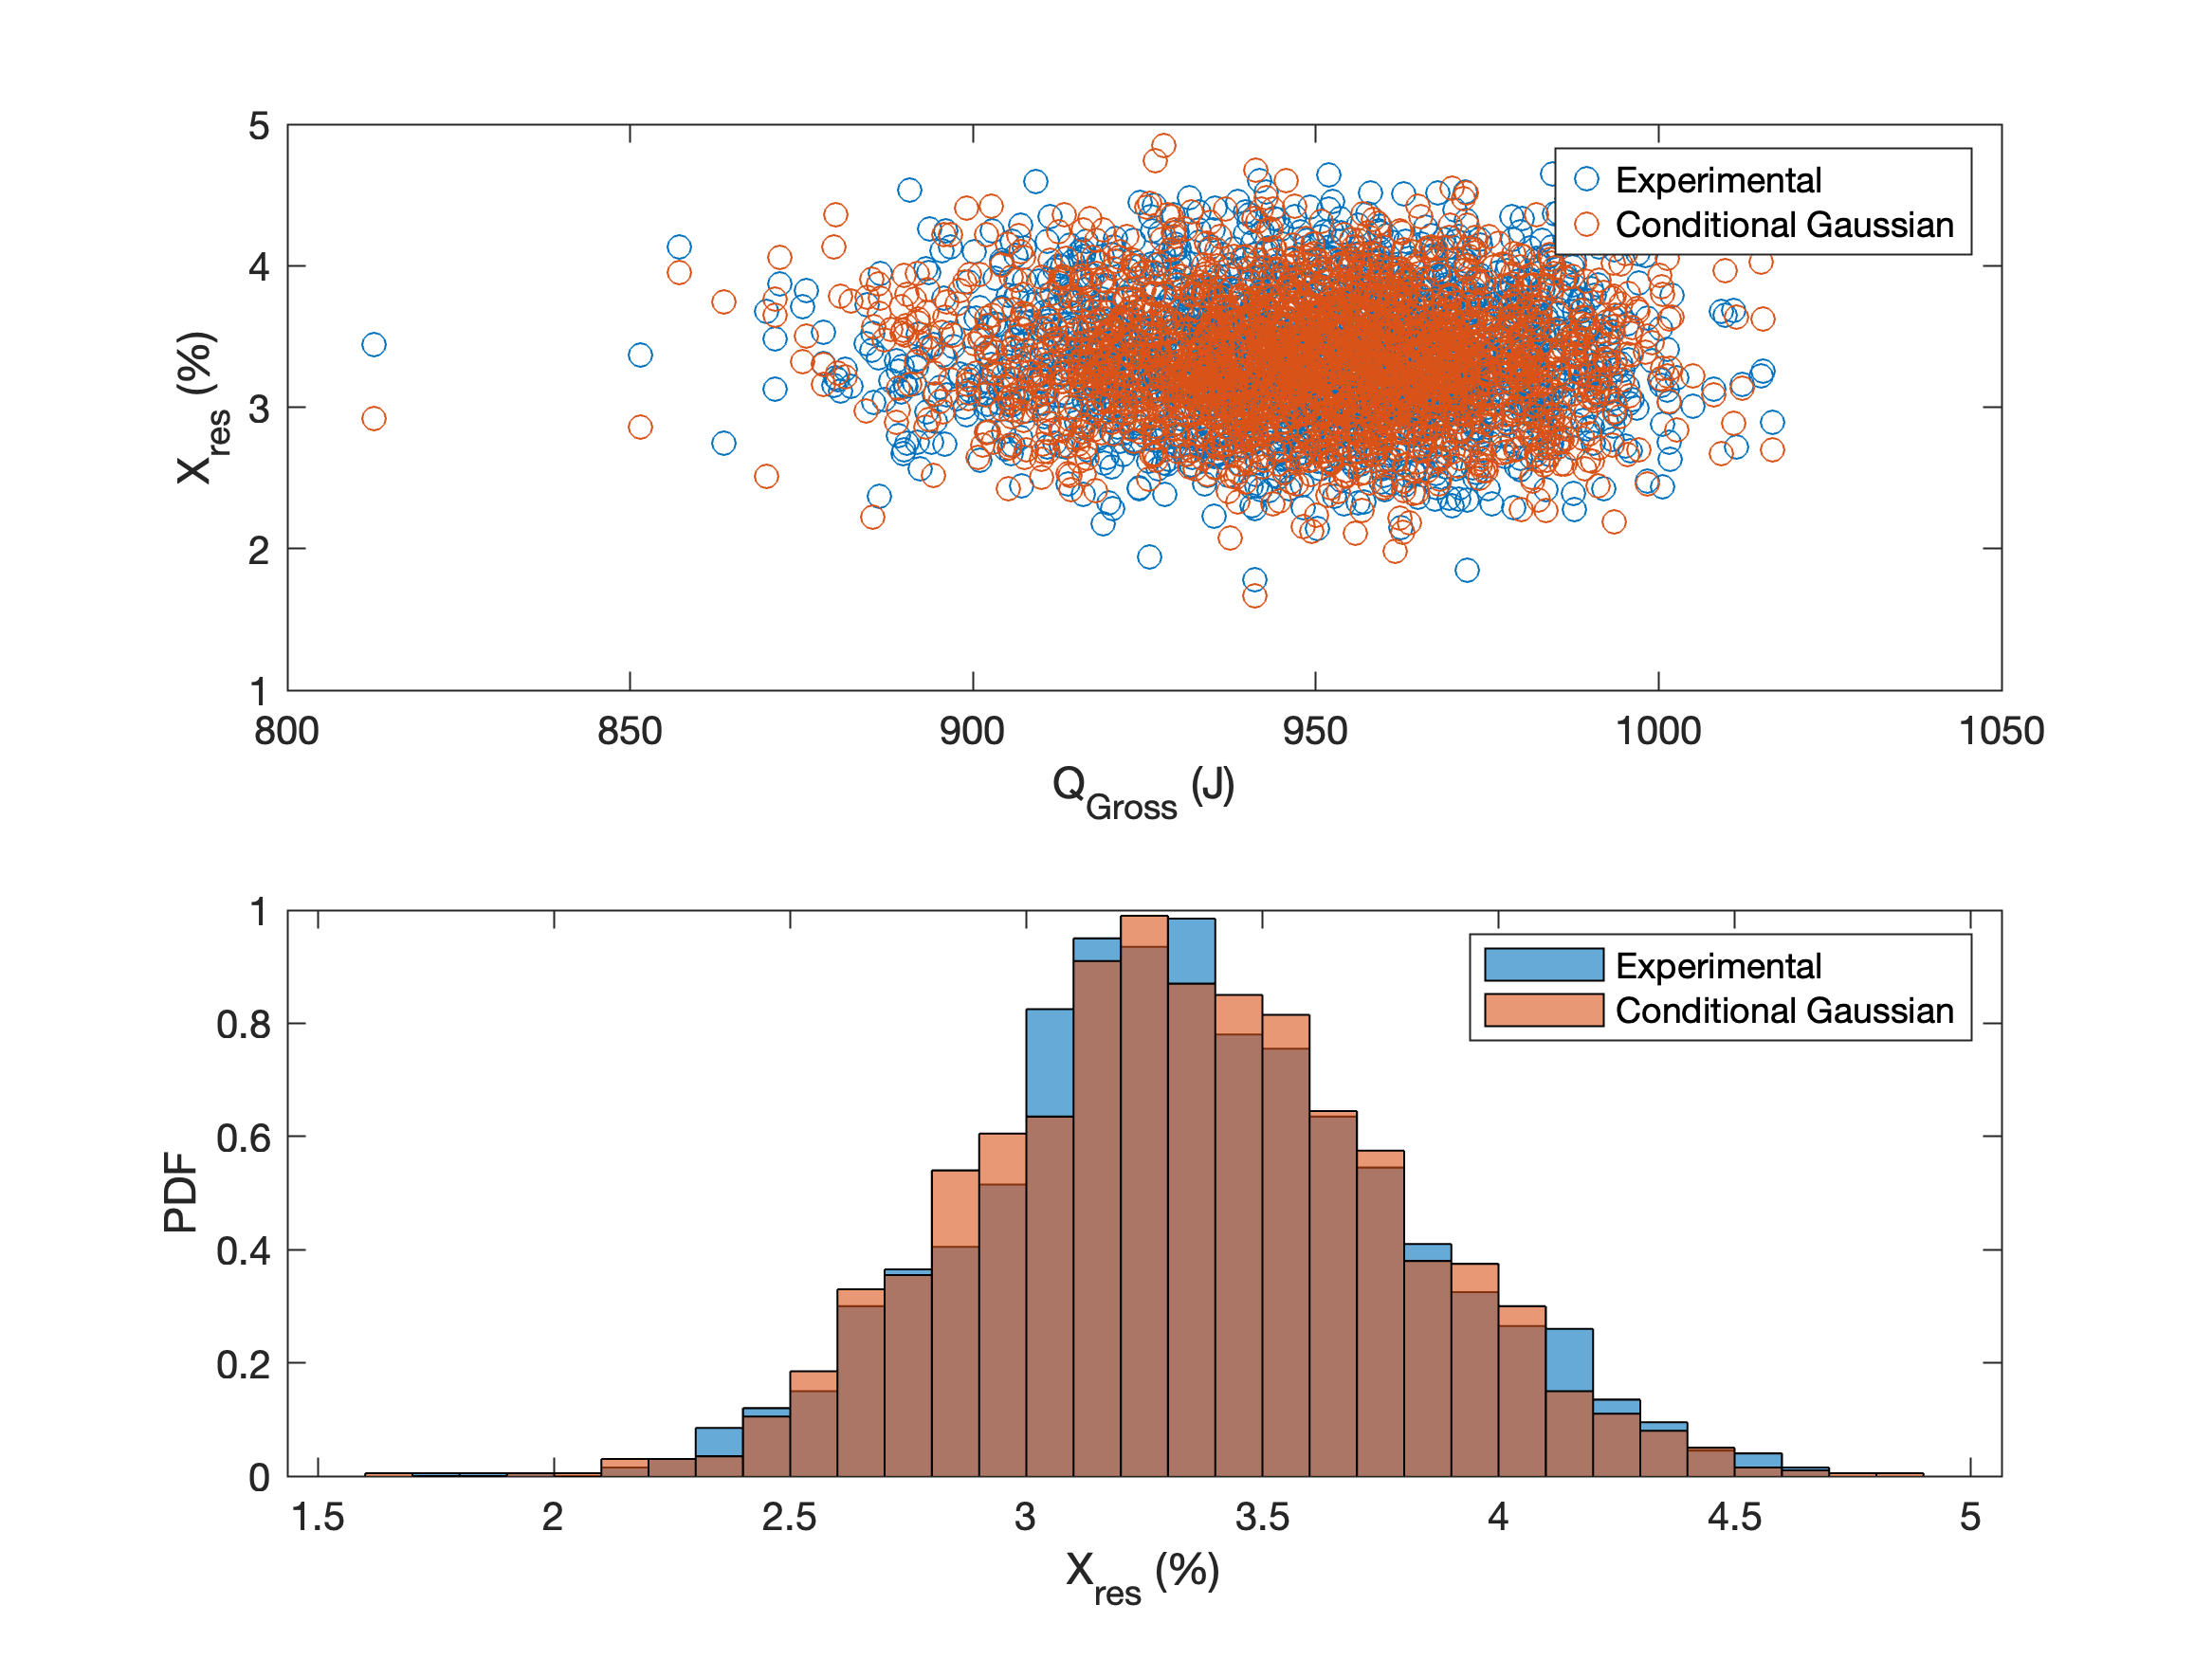 5
4
3
2
1
X_res (%)
Experimental
Conditional Gaussian
800 850 900 950 1000 1050
Q_Gross (J)
1
0.8
0.6
0.4
0.2
0
PDF
Experimental
Conditional Gaussian
1.5 2 2.5 3 3.5 4 4.5 5
X_res (%)